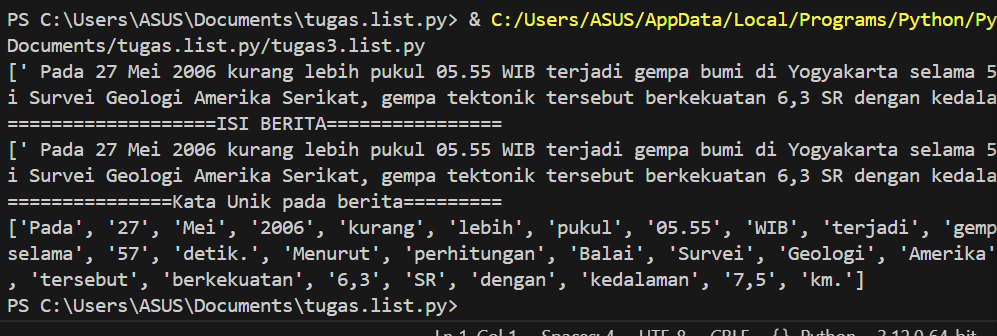 PS C:\Users\ASUS\Documents\tugas.list.py> & C:/Users/ASUS/AppData/Local/Programs/Python/Py
Documents/tugas.list.py/tugas3.list.py
[' Pada 27 Mei 2006 kurang lebih pukul 05.55 WIB terjadi gempa bumi di Yogyakarta selama 5
i Survei Geologi Amerika Serikat, gempa tektonik tersebut berkekuatan 6,3 SR dengan kedala
===================ISI BERITA================
[' Pada 27 Mei 2006 kurang lebih pukul 05.55 WIB terjadi gempa bumi di Yogyakarta selama 5
i Survei Geologi Amerika Serikat, gempa tektonik tersebut berkekuatan 6,3 SR dengan kedala
===============Kata Unik pada berita=========
['Pada', '27', 'Mei', '2006', 'kurang', 'lebih', 'pukul', '05.55', 'WIB', 'terjadi', 'gemp
selama', '57', 'detik.', 'Menurut', 'perhitungan', 'Balai', 'Survei', 'Geologi', 'Amerika'
, 'tersebut', 'berkekuatan', '6,3', 'SR', 'dengan', 'kedalaman', '7,5', 'km.']
PS C:\Users\ASUS\Documents\tugas.list.py>
Ln 1, Col 1 Spaces: 4 UTF-8 CRLF {} Python 3.12.0 64-bit